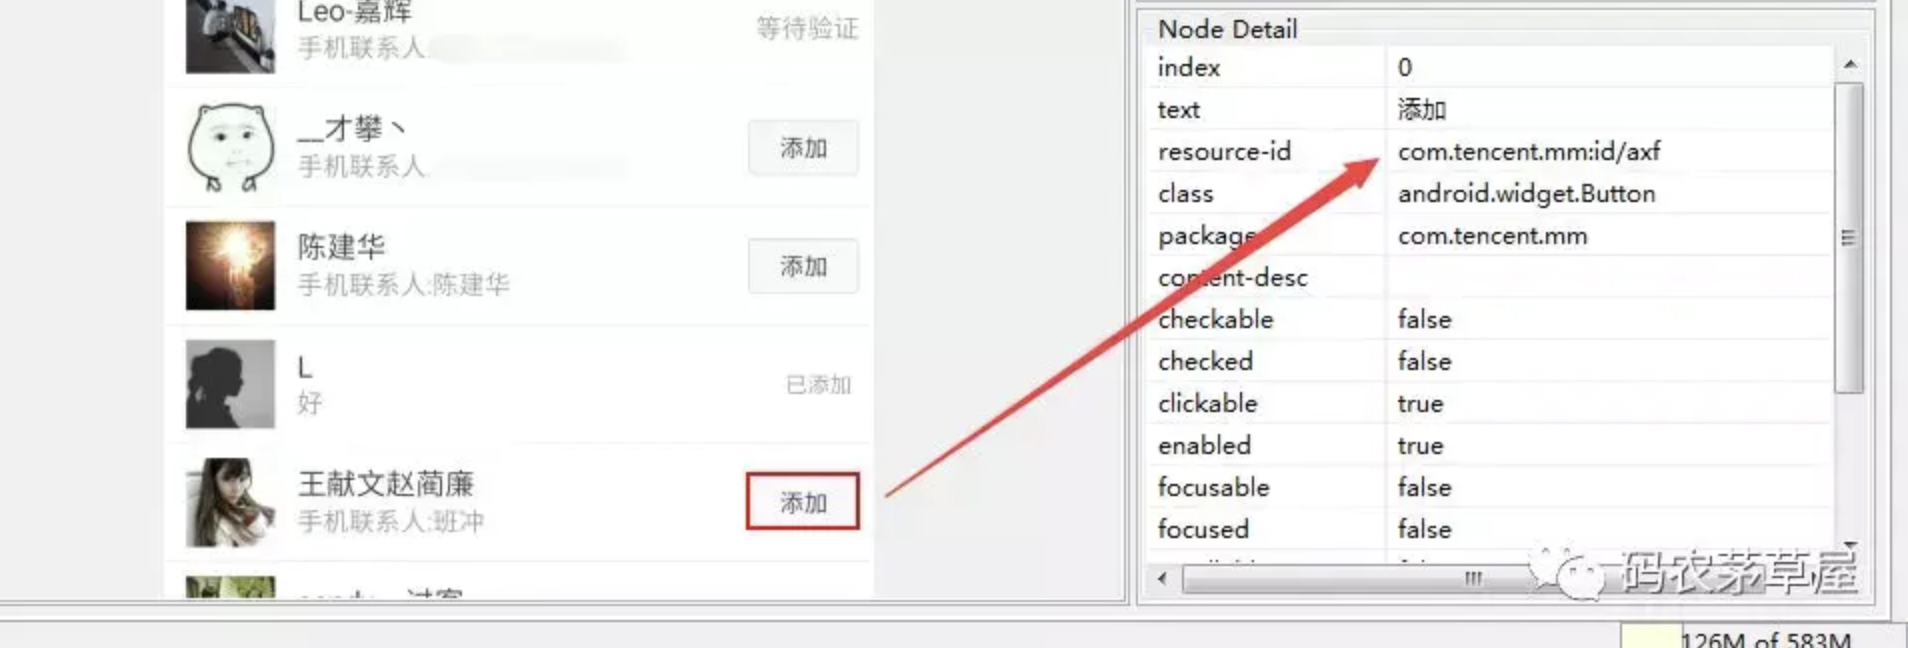 Leo-嘉辉
手机联系人
等待验证
__才攀丶
手机联系人
添加
陈建华
手机联系人:陈建华
添加
L
好
已添加
王献文赵蔺廉
手机联系人:班冲
添加
Node Detail
index 0
text 添加
resource-id com.tencent.mm:id/axf
class android.widget.Button
package com.tencent.mm
content-desc
checkable false
checked false
clickable true
enabled true
focusable false
focused false
码农茅草屋
126M of 583M